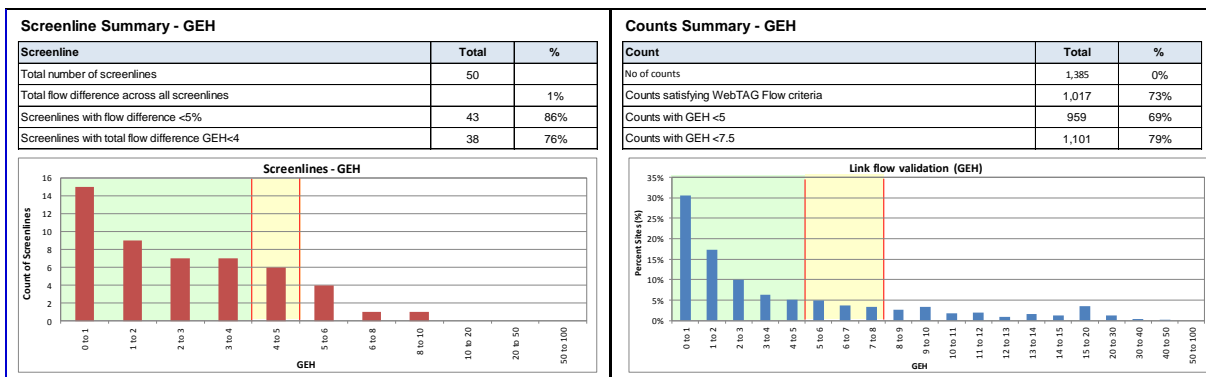 Screenline Summary - GEH
Screenline Total %
Total number of screenlines 50
Total flow difference across all screenlines 1%
Screenlines with flow difference <5% 43 86%
Screenlines with total flow difference GEH<4 38 76%
Screenlines - GEH
Count of Screenlines
16
14
12
10
8
6
4
2
0
0 to 1
1 to 2
2 to 3
3 to 4
4 to 5
5 to 6
6 to 8
8 to 10
10 to 20
20 to 50
50 to 100
GEH
Counts Summary - GEH
Count Total %
No of counts 1,385 0%
Counts satisfying WebTAG Flow criteria 1,017 73%
Counts with GEH <5 959 69%
Counts with GEH <7.5 1,101 79%
Link flow validation (GEH)
Percent Sites (%)
35%
30%
25%
20%
15%
10%
5%
0%
0 to 1
1 to 2
2 to 3
3 to 4
4 to 5
5 to 6
6 to 7
7 to 8
8 to 9
9 to 10
10 to 11
11 to 12
12 to 13
13 to 14
14 to 15
15 to 20
20 to 30
30 to 40
40 to 50
50 to 100
GEH